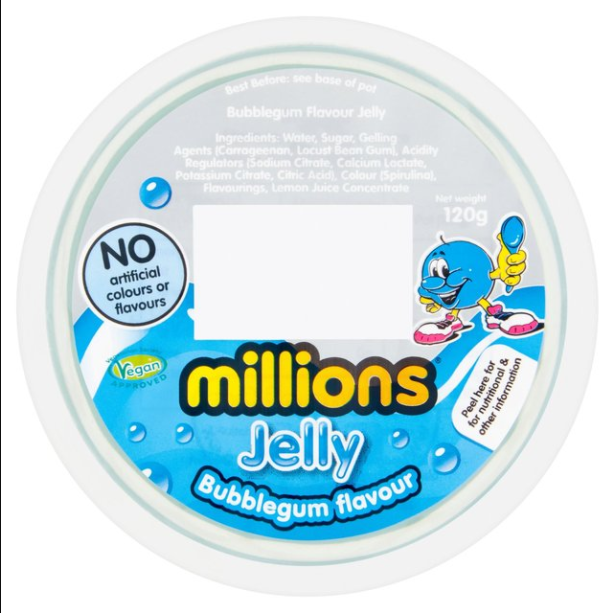 Best Before: see base of pot
Bubblegum Flavour Jelly
Ingredients: Water, Sugar, Gelling
Agents (Carrageenan, Locust Bean Gum), Acidity
Regulators (Sodium Citrate, Calcium Lactate,
Potassium Citrate, Citric Acid), Colour (Spirulina),
Flavourings, Lemon Juice Concentrate
Net weight
120g
NO
artificial
colours or
flavours
Vegan
APPROVED
millions®
Jelly
Bubblegum flavour
Peel here for
for nutritional &
other information